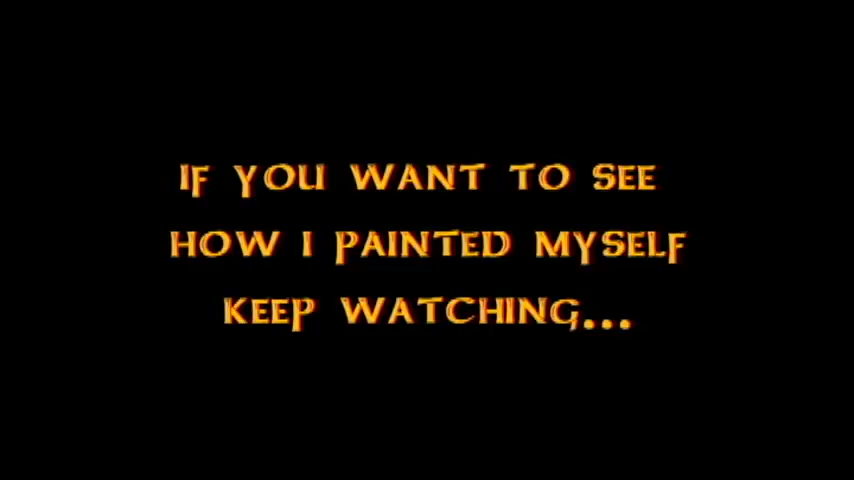 IF YOU WANT TO SEE
HOW I PAINTED MYSELF
KEEP WATCHING...